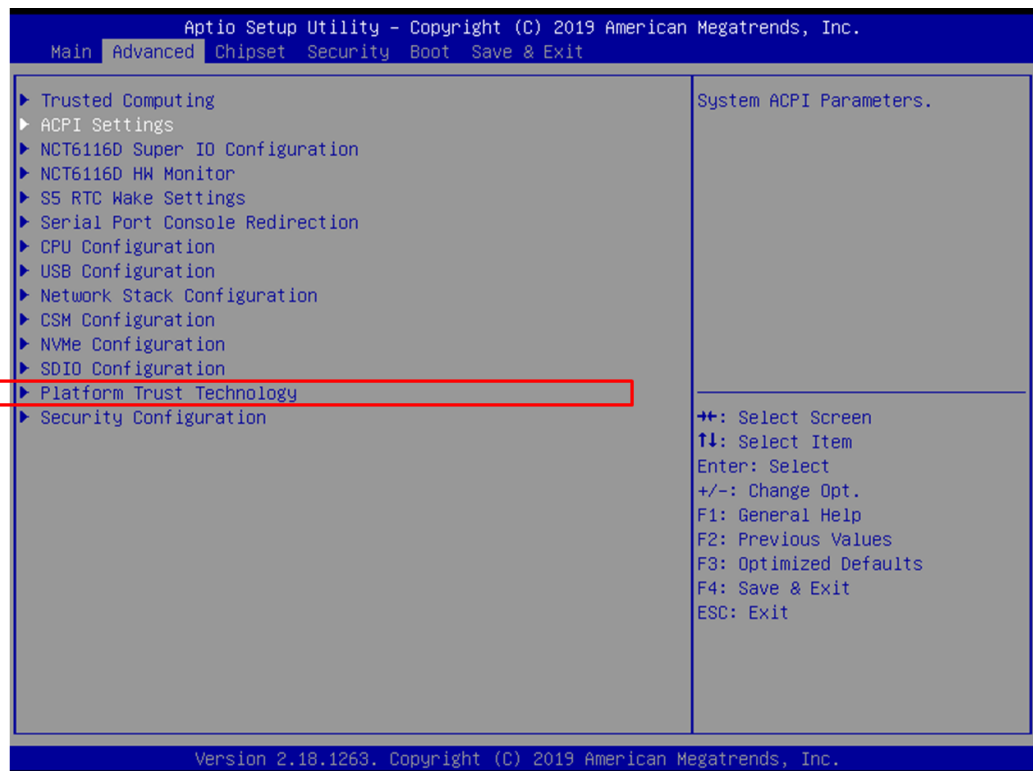 Aptio Setup Utility – Copyright (C) 2019 American Megatrends, Inc.
Main Advanced Chipset Security Boot Save & Exit
Trusted Computing
ACPI Settings
NCT6116D Super IO Configuration
NCT6116D HW Monitor
S5 RTC Wake Settings
Serial Port Console Redirection
CPU Configuration
USB Configuration
Network Stack Configuration
CSM Configuration
NVMe Configuration
SDIO Configuration
Platform Trust Technology
Security Configuration
System ACPI Parameters.
→←: Select Screen
↑↓: Select Item
Enter: Select
+/-: Change Opt.
F1: General Help
F2: Previous Values
F3: Optimized Defaults
F4: Save & Exit
ESC: Exit
Version 2.18.1263. Copyright (C) 2019 American Megatrends, Inc.